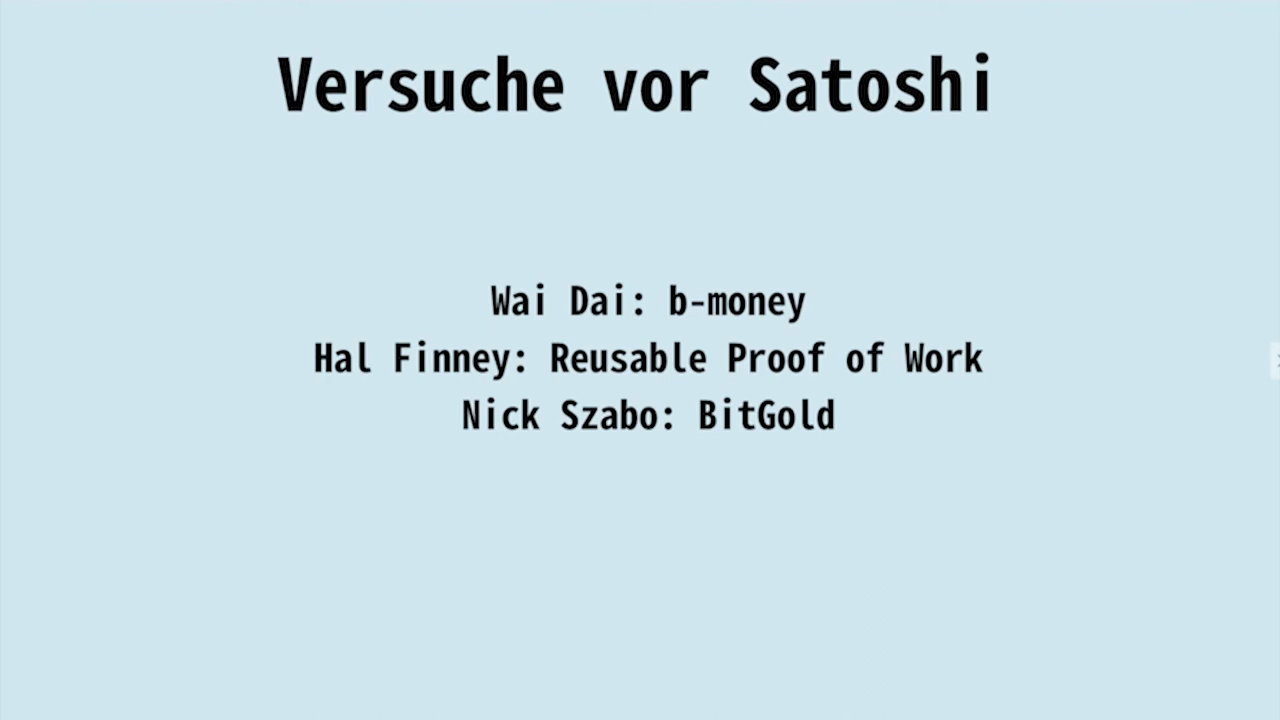 Versuche vor Satoshi
Wai Dai: b-money
Hal Finney: Reusable Proof of Work
Nick Szabo: BitGold